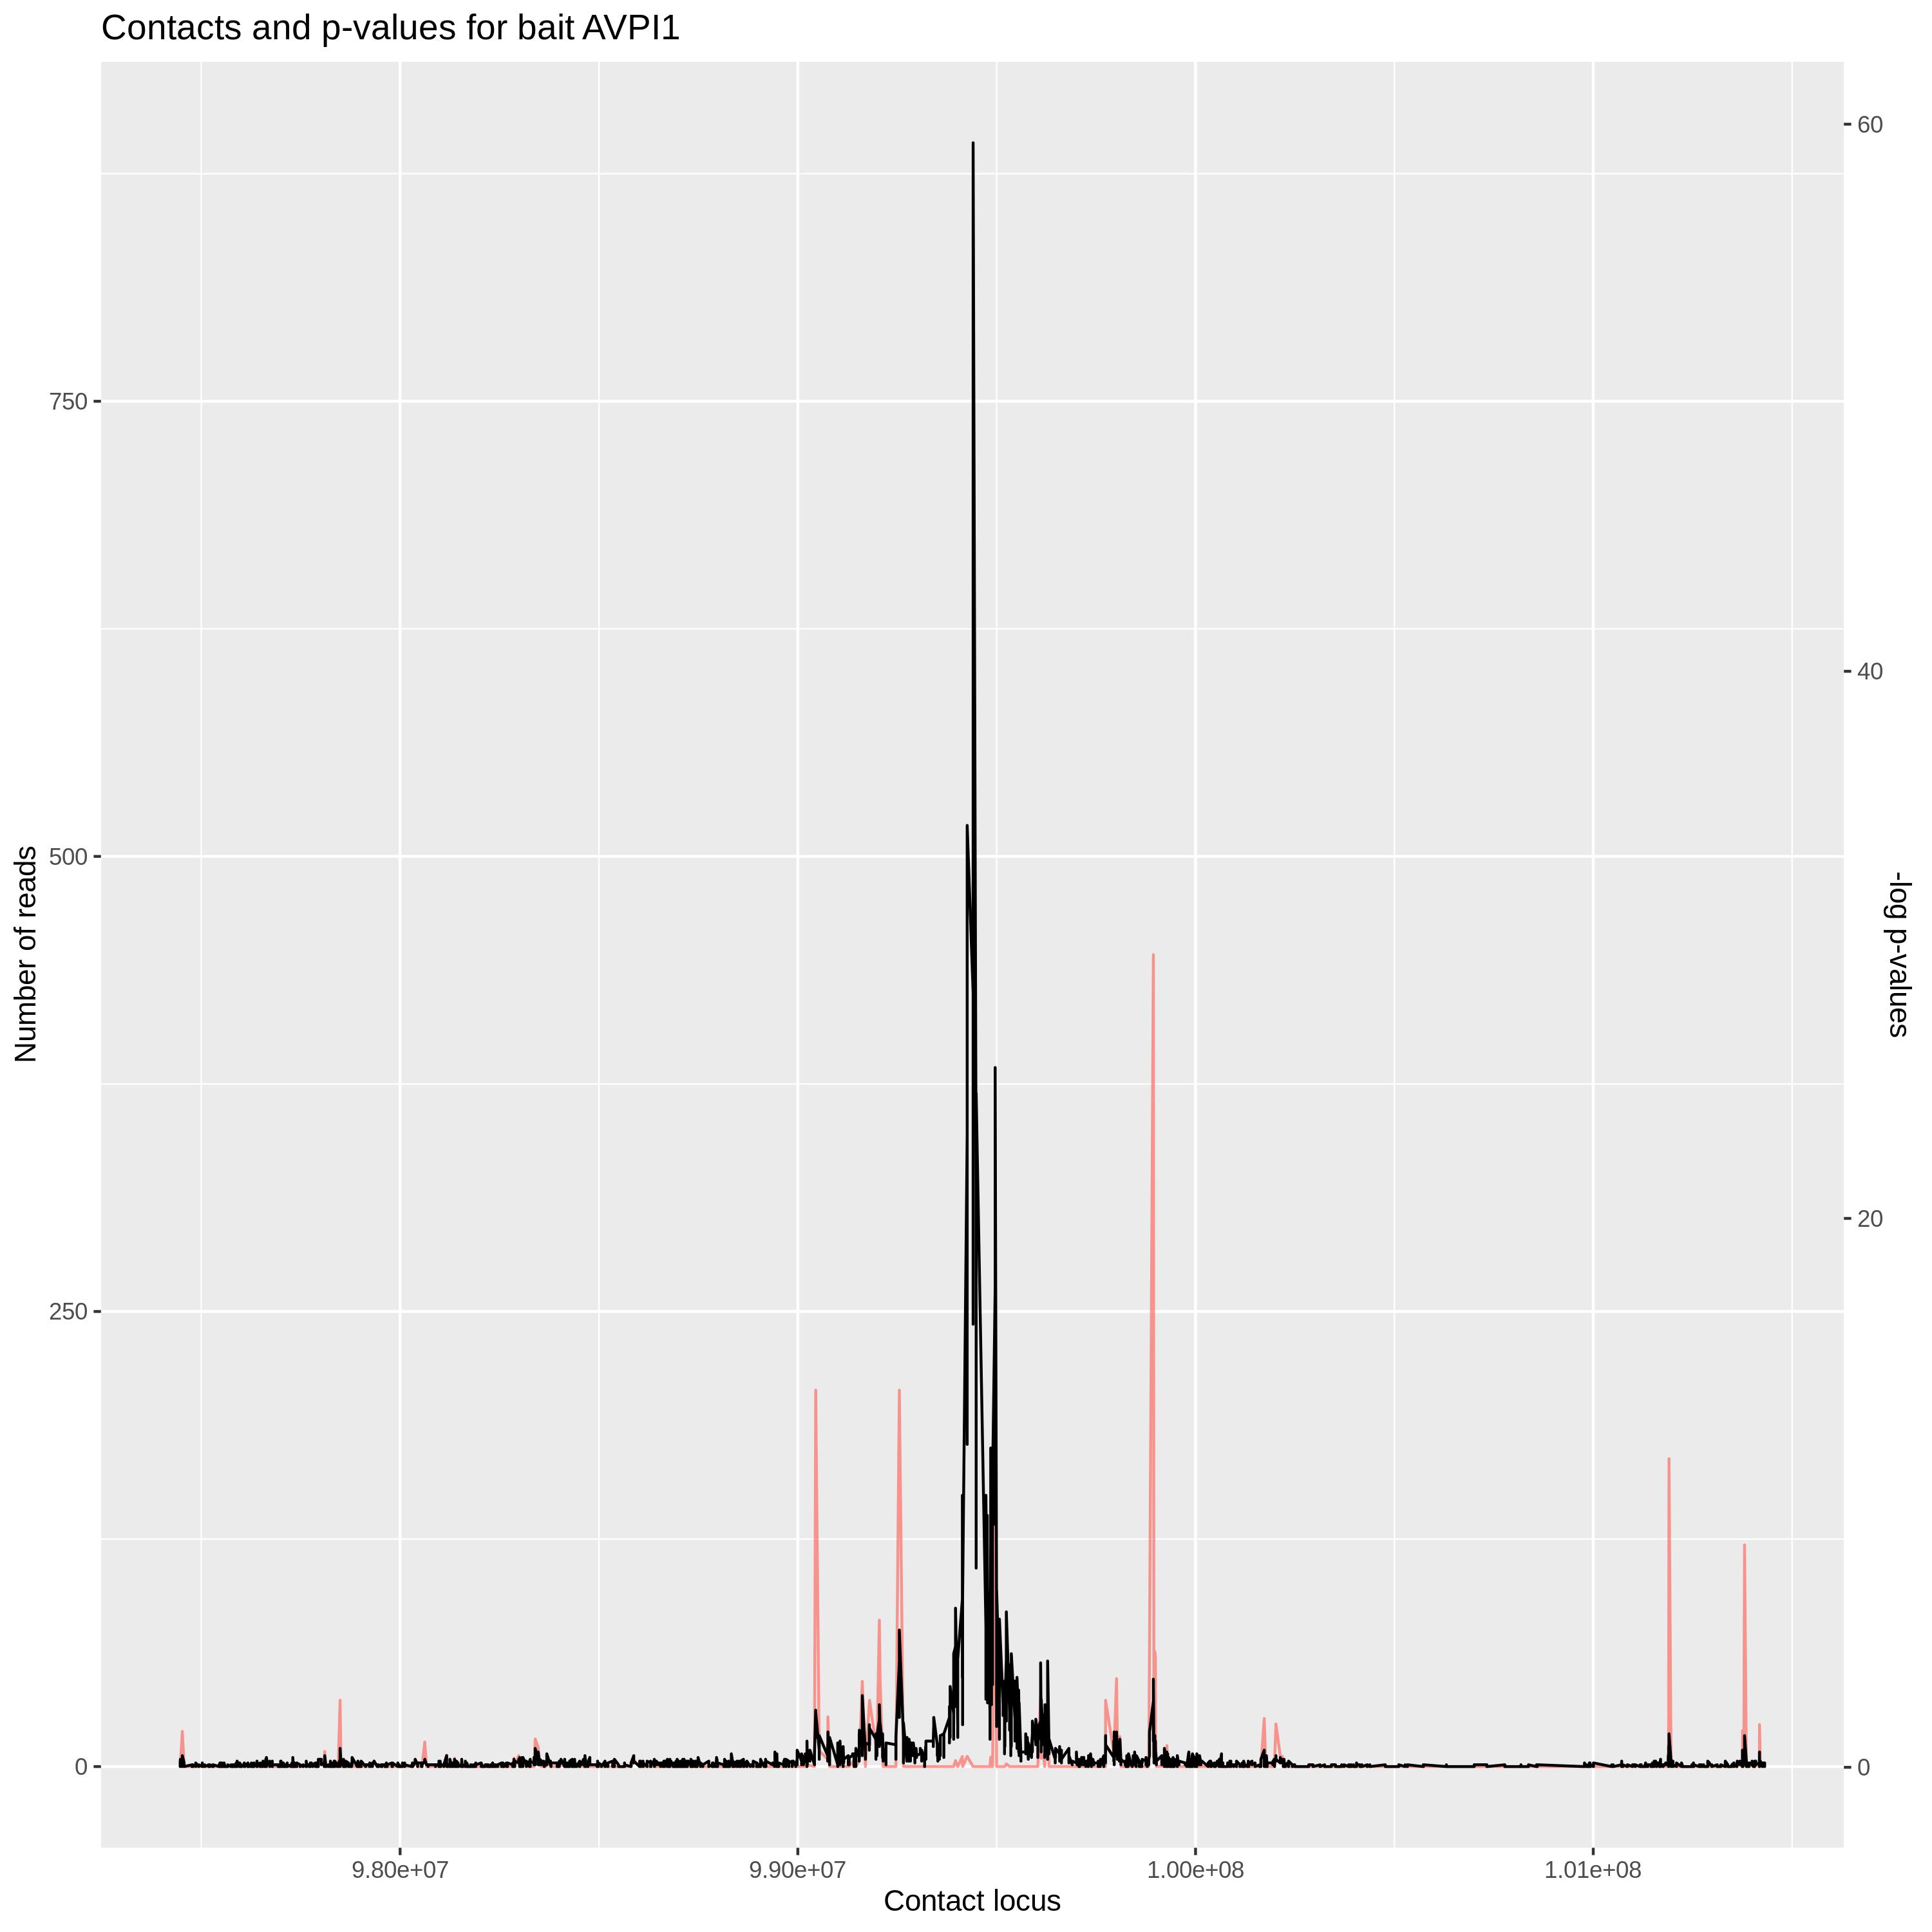 Contacts and p-values for bait AVPI1
60
750
40
Number of reads
500
-log p-values
20
250
0
0
9.80e+07
9.90e+07
1.00e+08
1.01e+08
Contact locus